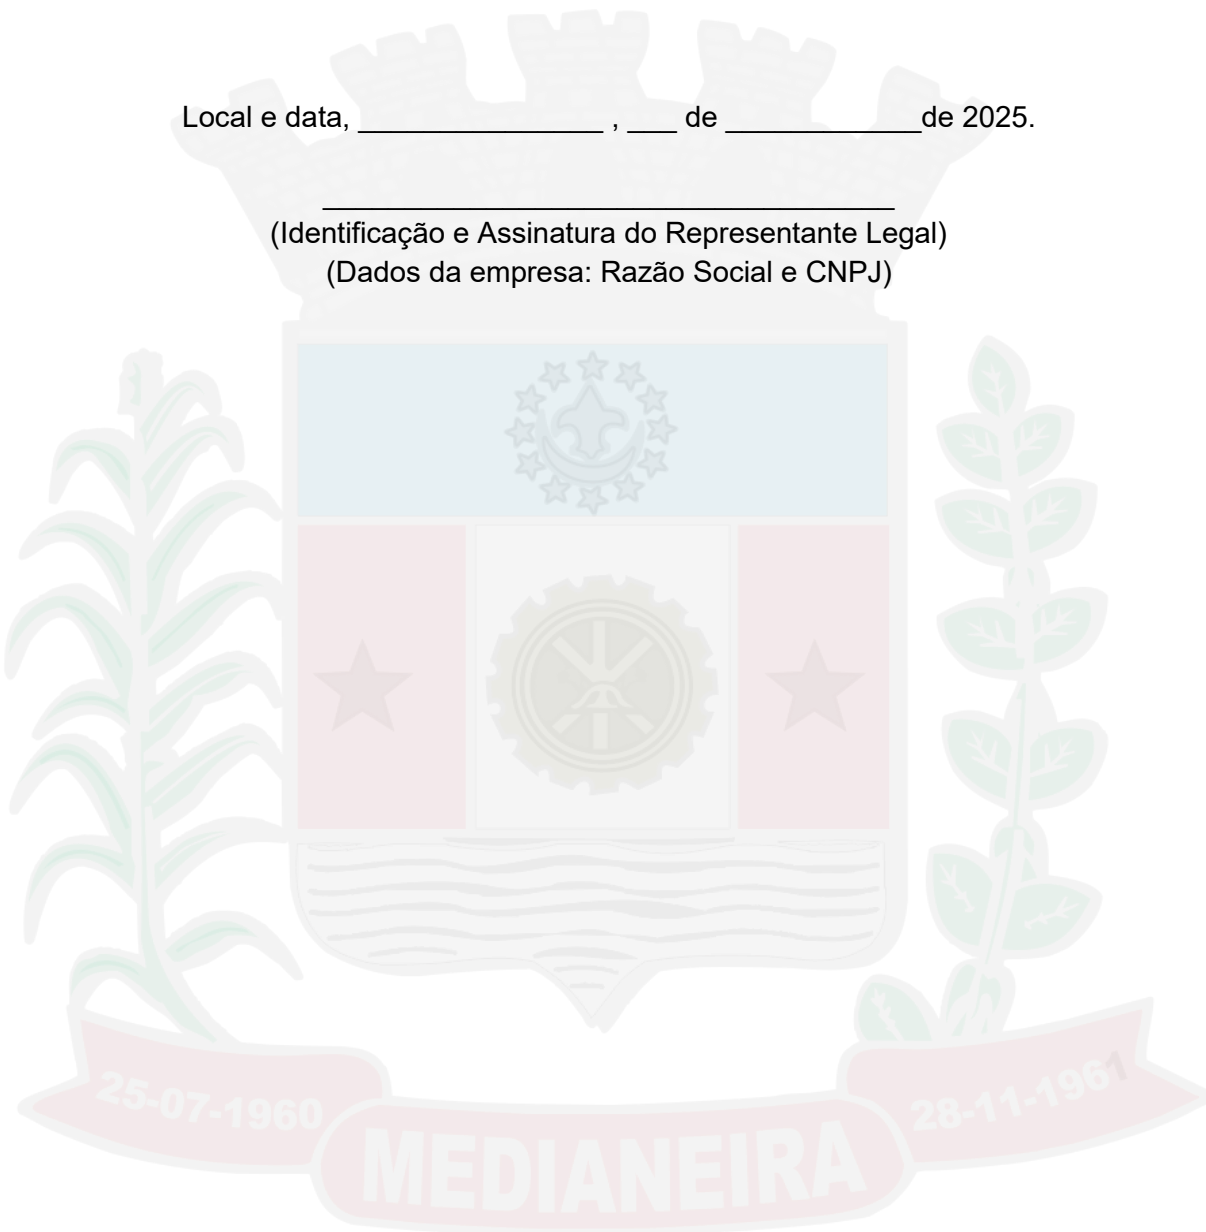 Local e data, _______________ , ___ de ____________de 2025.
___________________________________
(Identificação e Assinatura do Representante Legal)
(Dados da empresa: Razão Social e CNPJ)
25-07-1960
28-11-1961
MEDIANEIRA